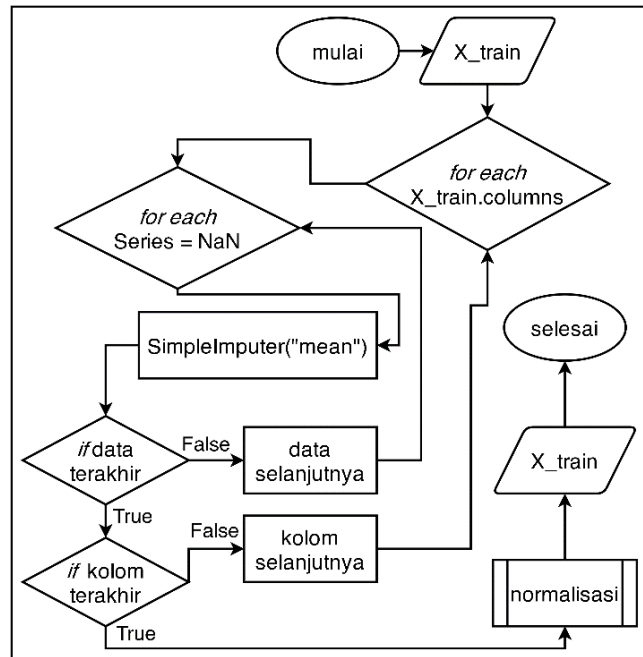 mulai
X_train
for each
X_train.columns
for each
Series = NaN
SimpleImputer("mean")
if data
terakhir
False
data
selanjutnya
True
if kolom
terakhir
False
kolom
selanjutnya
True
normalisasi
X_train
selesai